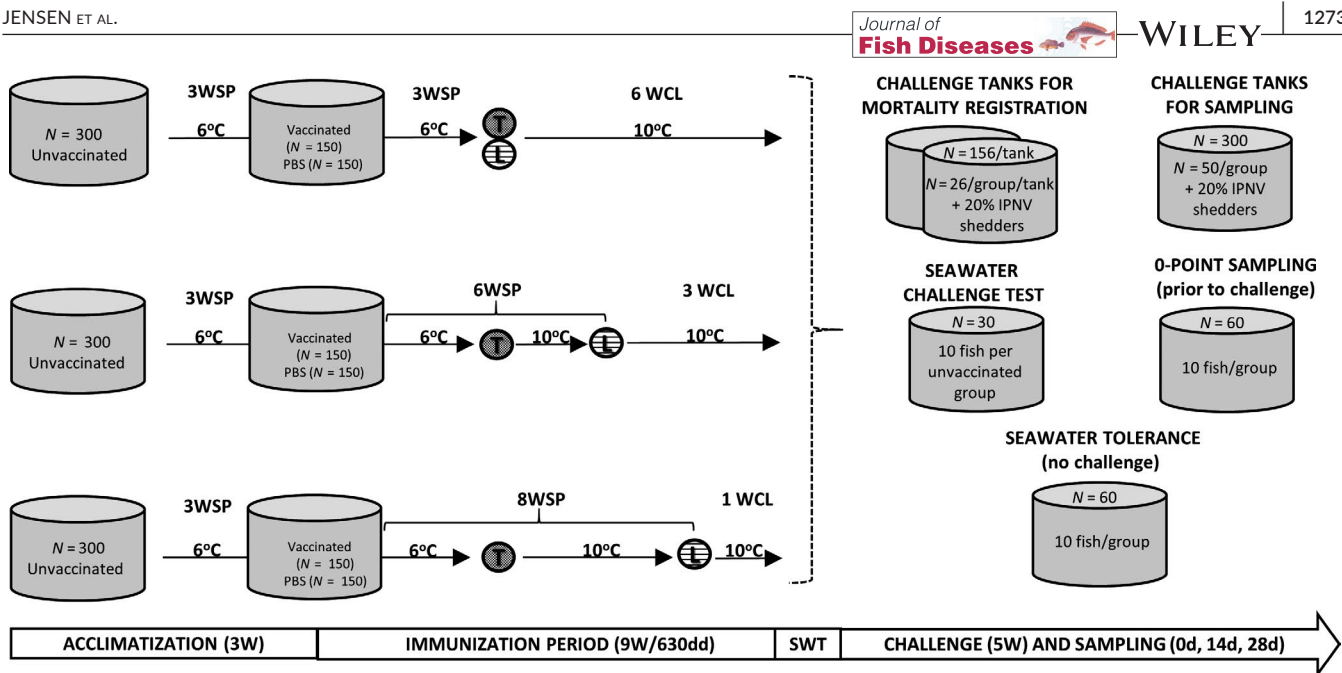 JENSEN ET AL.
Journal of
Fish Diseases
WILEY
1273
3WSP
6°C
N = 300
Unvaccinated
Vaccinated
(N = 150)
PBS (N = 150)
3WSP
6°C
T
L
6 WCL
10°C
3WSP
6°C
N = 300
Unvaccinated
Vaccinated
(N = 150)
PBS (N = 150)
6WSP
6°C
T
10°C
L
3 WCL
10°C
3WSP
6°C
N = 300
Unvaccinated
Vaccinated
(N = 150)
PBS (N = 150)
8WSP
6°C
T
10°C
L
1 WCL
10°C
CHALLENGE TANKS FOR
MORTALITY REGISTRATION
N = 156/tank
N = 26/group/tank
+ 20% IPNV
shedders
CHALLENGE TANKS
FOR SAMPLING
N = 300
N = 50/group
+ 20% IPNV
shedders
SEAWATER
CHALLENGE TEST
N = 30
10 fish per
unvaccinated
group
0-POINT SAMPLING
(prior to challenge)
N = 60
10 fish/group
SEAWATER TOLERANCE
(no challenge)
N = 60
10 fish/group
ACCLIMATIZATION (3W)
IMMUNIZATION PERIOD (9W/630dd)
SWT
CHALLENGE (5W) AND SAMPLING (0d, 14d, 28d)